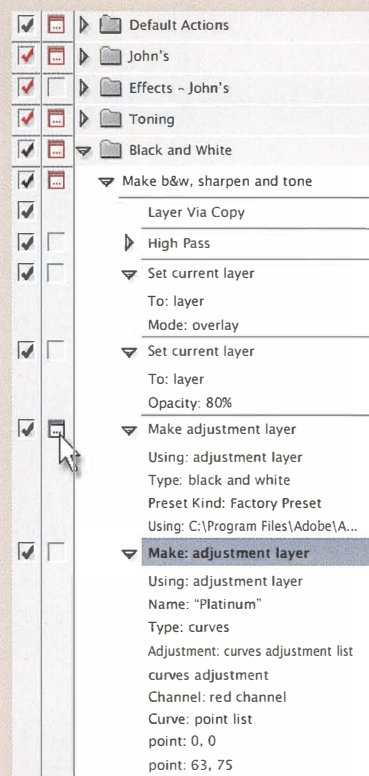 Default Actions
John's
Effects – John's
Toning
Black and White
Make b&w, sharpen and tone
Layer Via Copy
High Pass
Set current layer
To: layer
Mode: overlay
Set current layer
To: layer
Opacity: 80%
Make adjustment layer
Using: adjustment layer
Type: black and white
Preset Kind: Factory Preset
Using: C:\Program Files\Adobe\A...
Make: adjustment layer
Using: adjustment layer
Name: “Platinum”
Type: curves
Adjustment: curves adjustment list
curves adjustment
Channel: red channel
Curve: point list
point: 0, 0
point: 63, 75